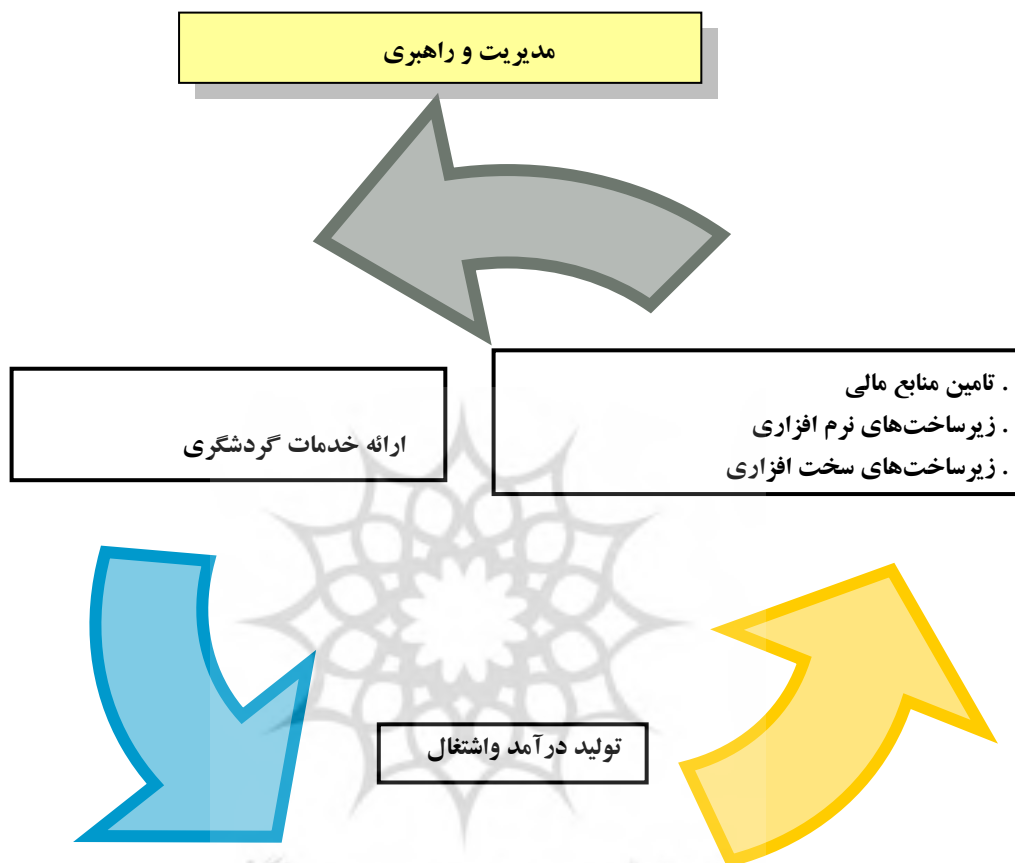 مدیریت و راهبری
. تامین منابع مالی
. زیرساخت‌های نرم افزاری
. زیرساخت‌های سخت افزاری
ارائه خدمات گردشگری
تولید درآمد واشتغال